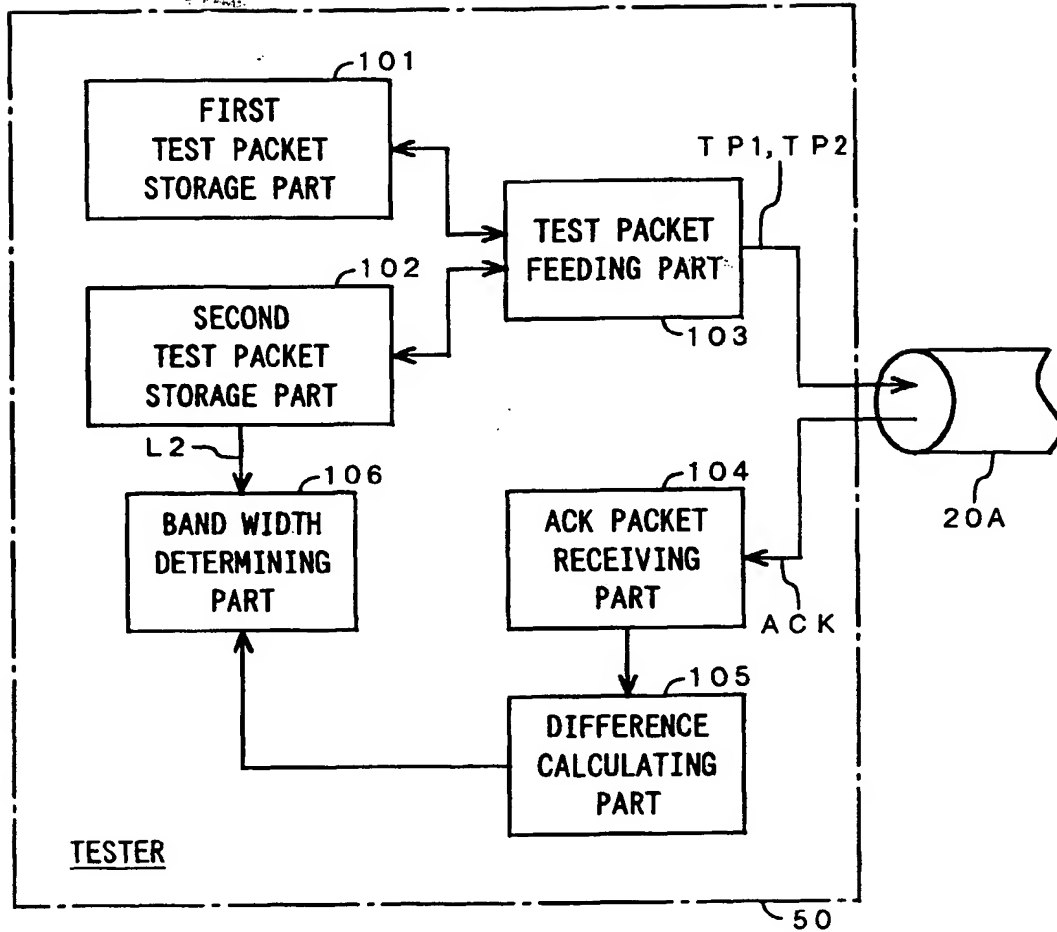 101
FIRST
TEST PACKET
STORAGE PART
TP1, TP2
TEST PACKET
FEEDING PART
103
102
SECOND
TEST PACKET
STORAGE PART
L2
106
BAND WIDTH
DETERMINING
PART
104
ACK PACKET
RECEIVING
PART
20A
ACK
105
DIFFERENCE
CALCULATING
PART
TESTER
50